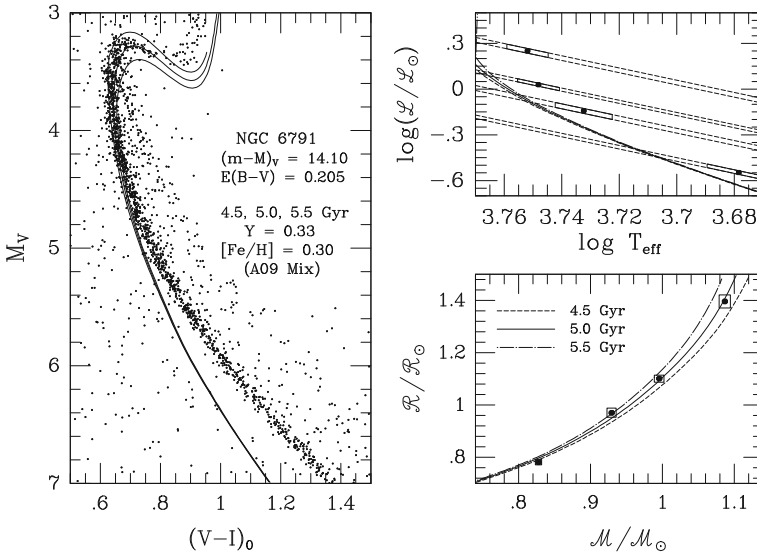 3
4
5
6
7
M_V
.6
.8
1
1.2
1.4
(V−I)₀
NGC 6791
(m−M)_V = 14.10
E(B−V) = 0.205
4.5, 5.0, 5.5 Gyr
Y = 0.33
[Fe/H] = 0.30
(A09 Mix)
.3
0
−.3
−.6
log(ℒ/ℒ⊙)
3.76
3.74
3.72
3.7
3.68
log T_eff
1.4
1.2
1
.8
ℛ/ℛ⊙
4.5 Gyr
5.0 Gyr
5.5 Gyr
.8
.9
1
1.1
ℳ/ℳ⊙